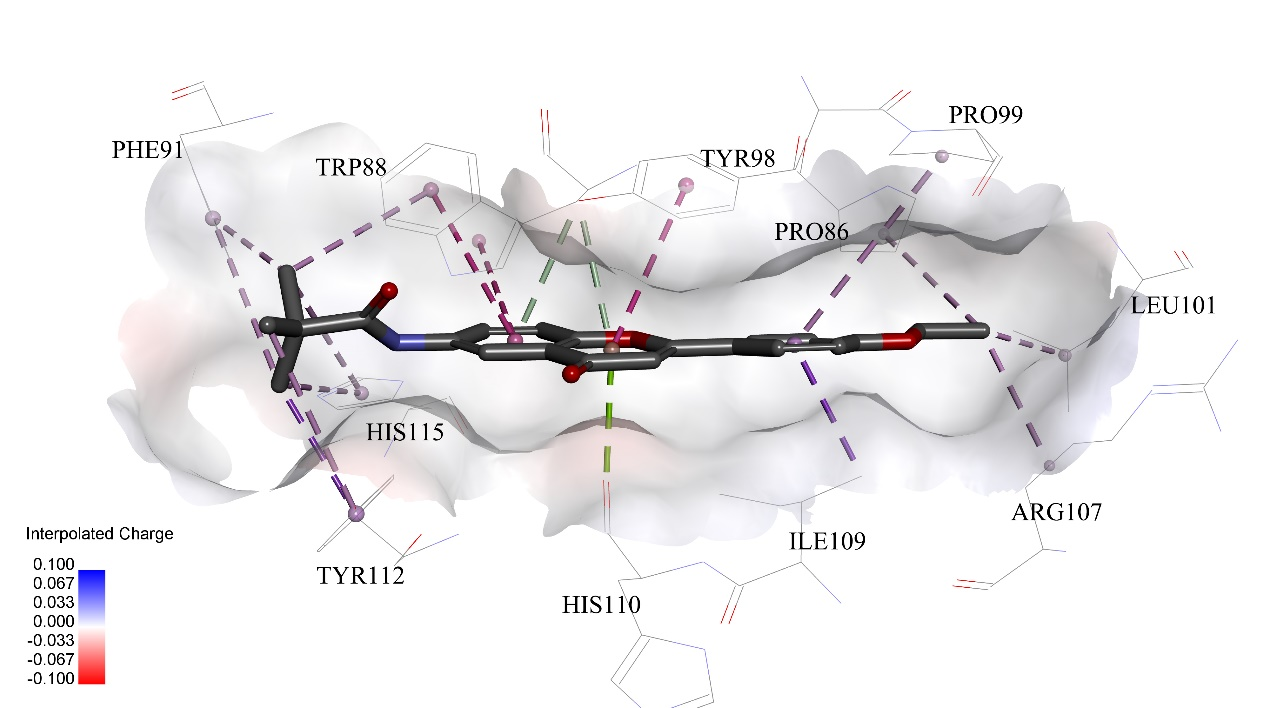 PRO99
PHE91
TRP88
TYR98
PRO86
LEU101
HIS115
ARG107
Interpolated Charge
ILE109
0.100
0.067
0.033
0.000
-0.033
-0.067
-0.100
TYR112
HIS110